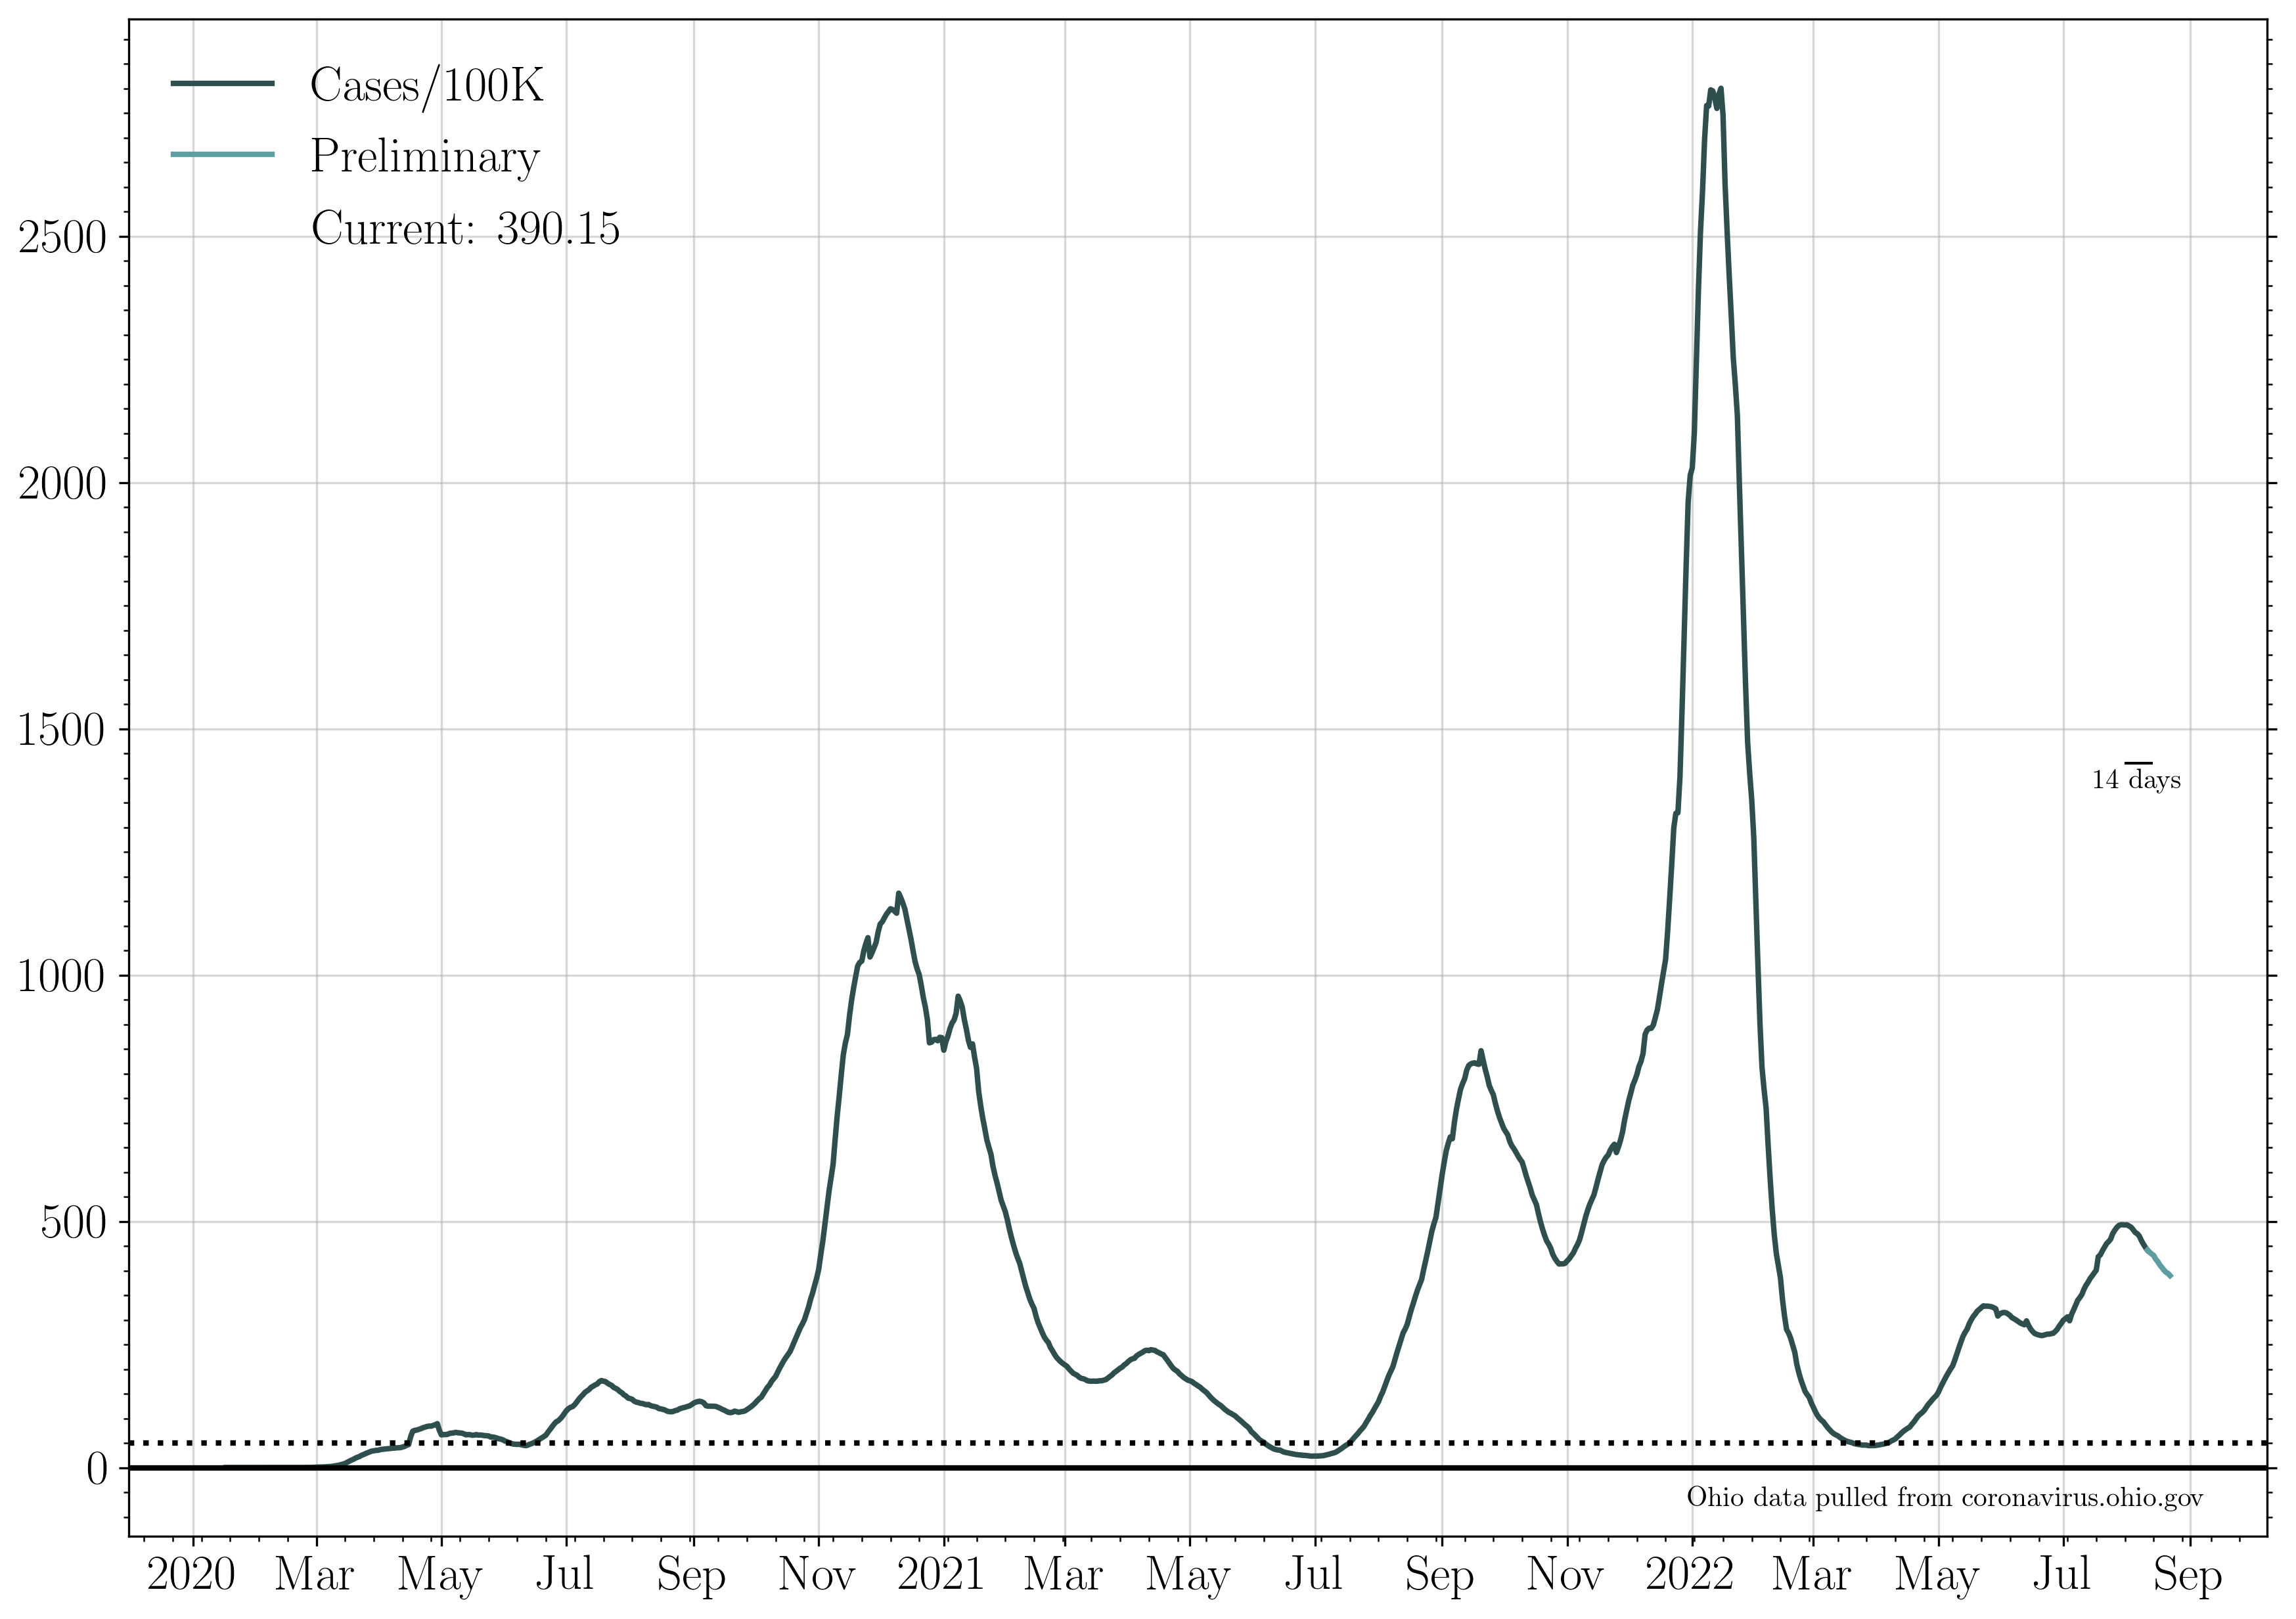 Cases/100K
Preliminary
Current: 390.15
2500
2000
1500
1000
500
0
14 days
Ohio data pulled from coronavirus.ohio.gov
2020 Mar May Jul Sep Nov 2021 Mar May Jul Sep Nov 2022 Mar May Jul Sep